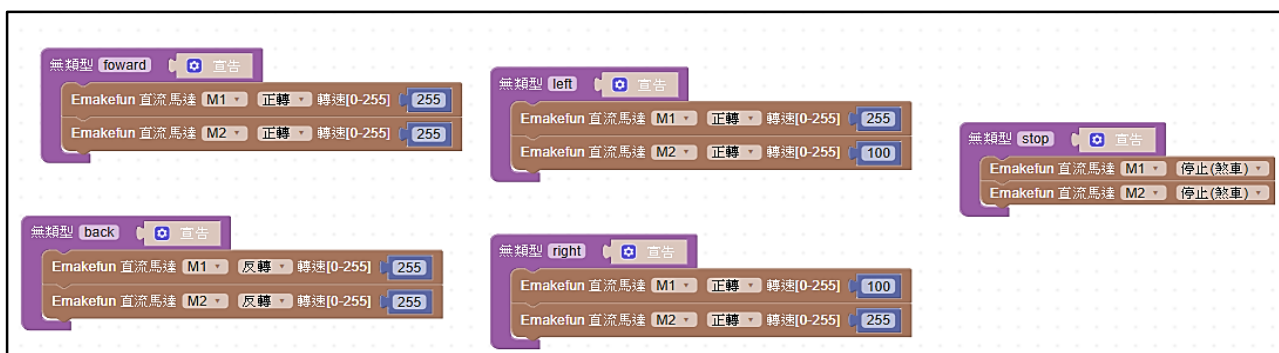 無類型 foward 宣告
Emakefun 直流馬達 M1 正轉 轉速[0-255] 255
Emakefun 直流馬達 M2 正轉 轉速[0-255] 255
無類型 back 宣告
Emakefun 直流馬達 M1 反轉 轉速[0-255] 255
Emakefun 直流馬達 M2 反轉 轉速[0-255] 255
無類型 left 宣告
Emakefun 直流馬達 M1 正轉 轉速[0-255] 255
Emakefun 直流馬達 M2 正轉 轉速[0-255] 100
無類型 right 宣告
Emakefun 直流馬達 M1 正轉 轉速[0-255] 100
Emakefun 直流馬達 M2 正轉 轉速[0-255] 255
無類型 stop 宣告
Emakefun 直流馬達 M1 停止(煞車)
Emakefun 直流馬達 M2 停止(煞車)